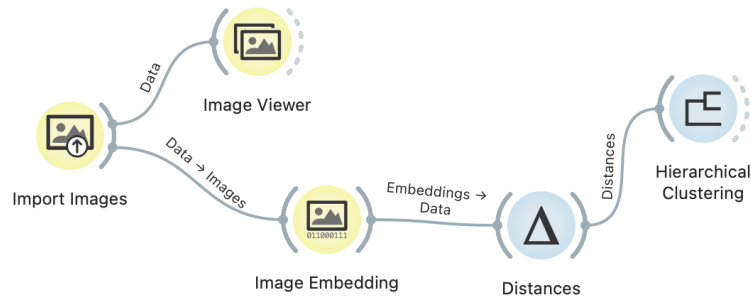 Data
Image Viewer
Import Images
Data → Images
011000111
Image Embedding
Embeddings →
Data
Distances
Distances
Hierarchical
Clustering